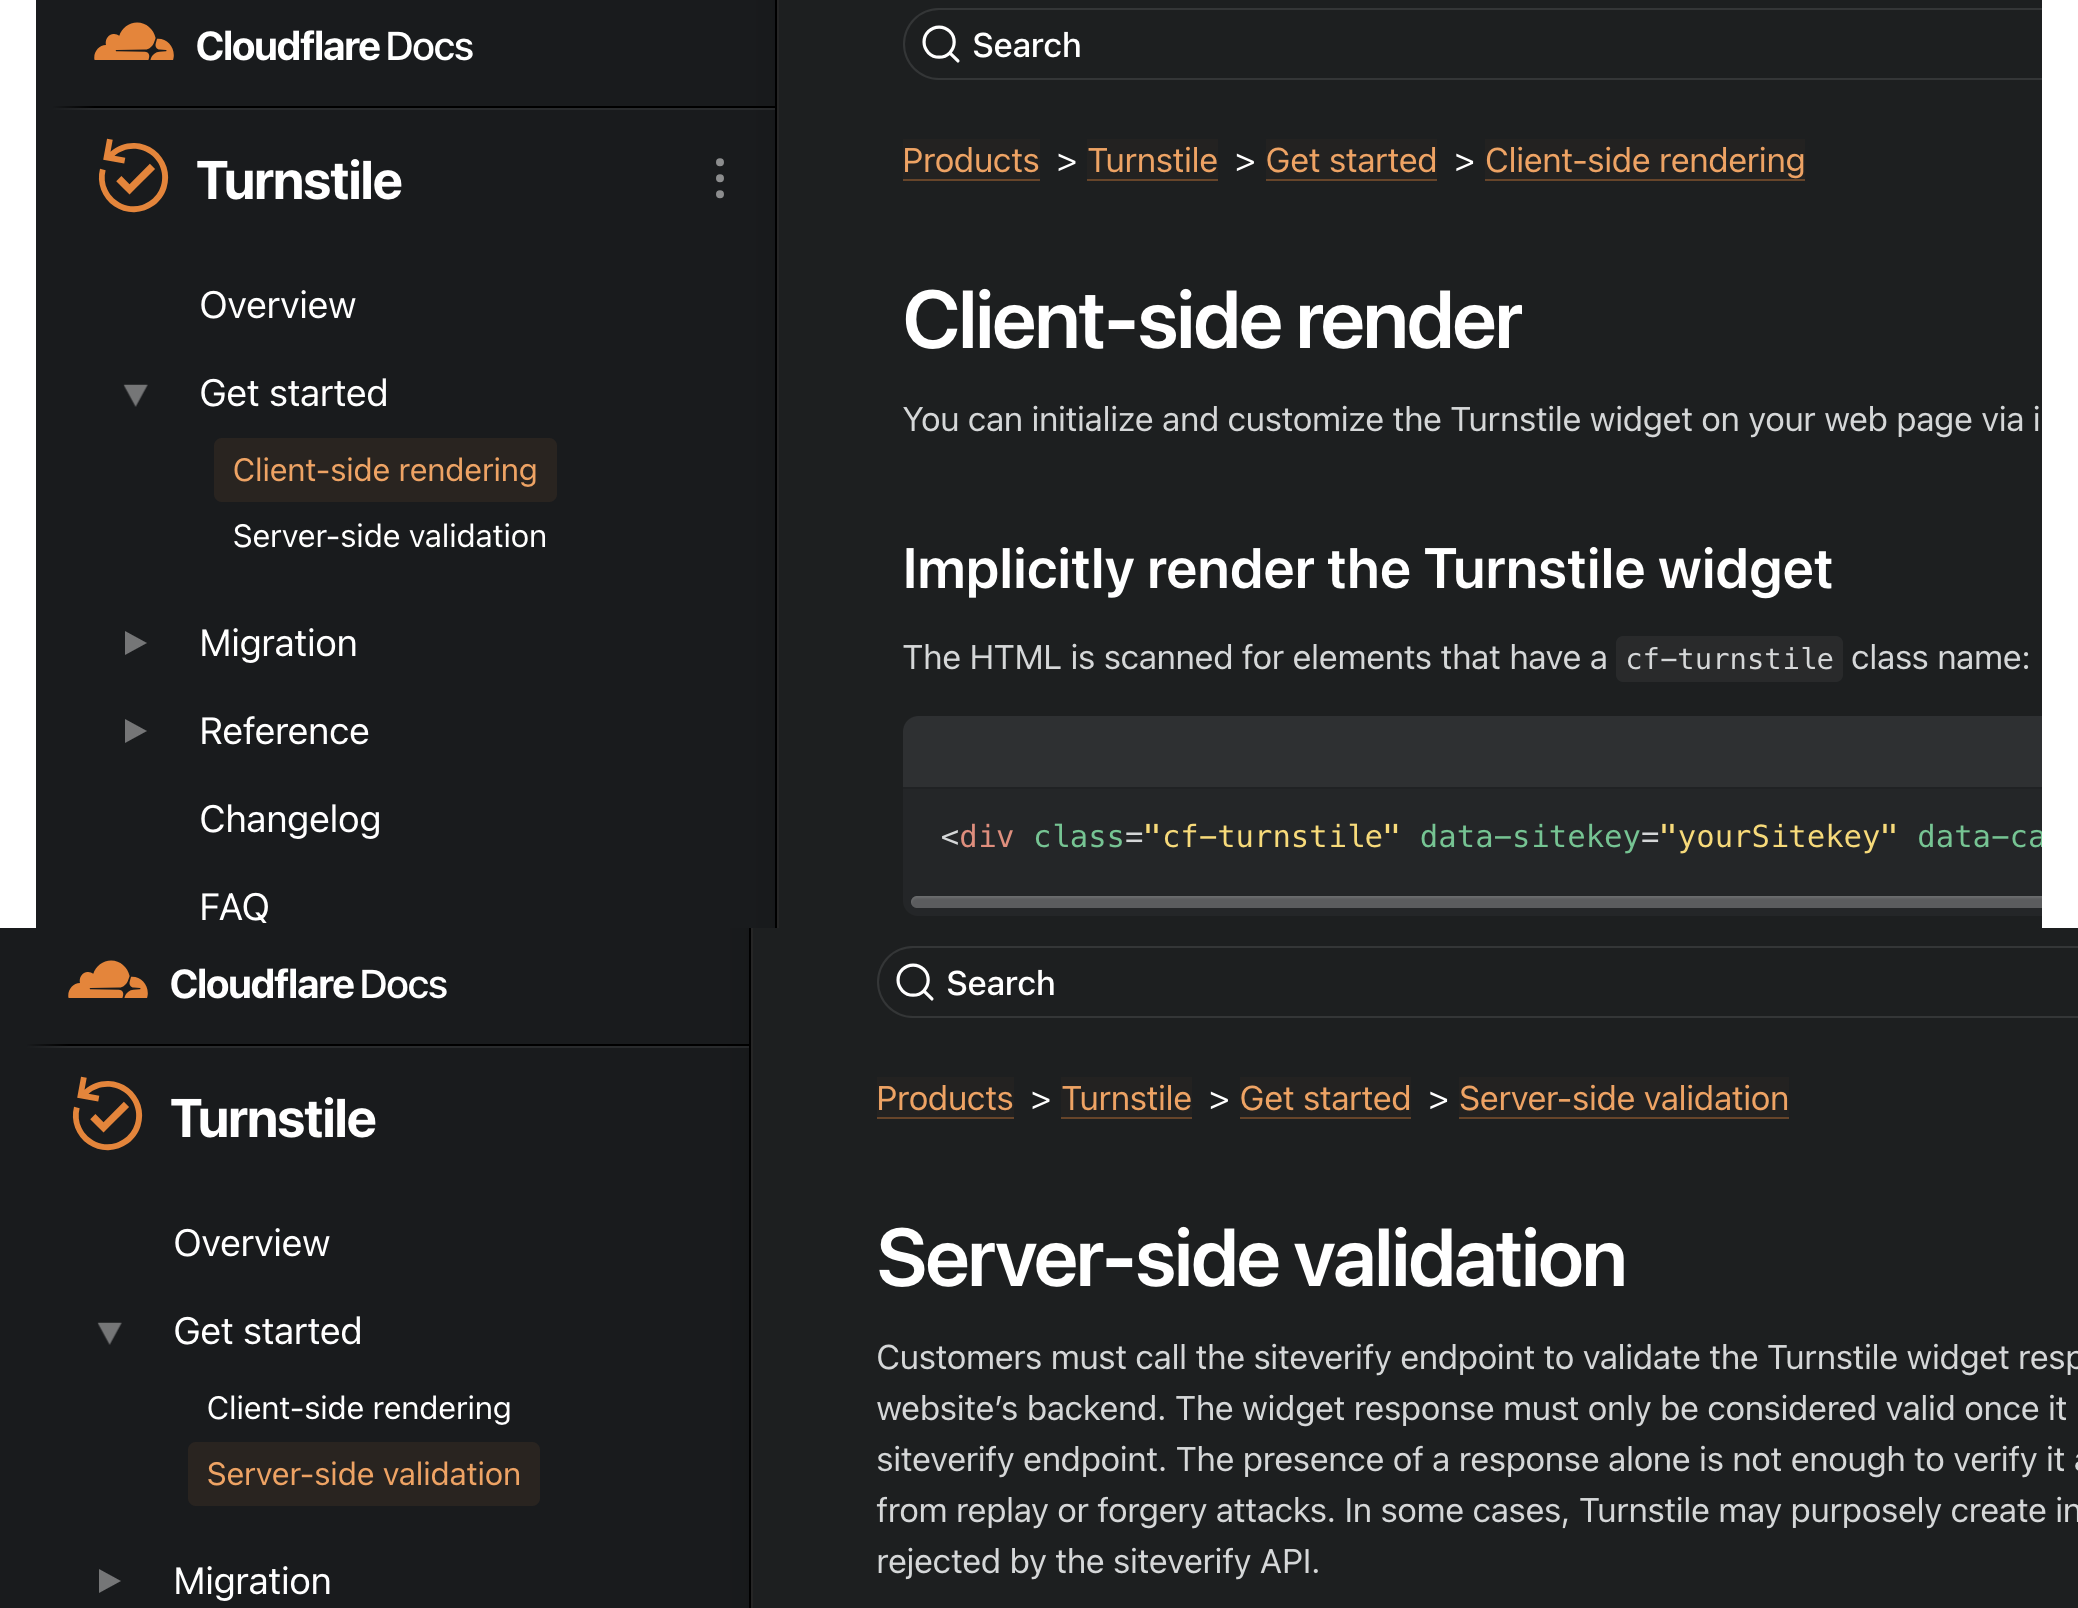 Cloudflare Docs
Turnstile
Overview
Get started
Client-side rendering
Server-side validation
Migration
Reference
Changelog
FAQ
Search
Products > Turnstile > Get started > Client-side rendering
Client-side render
You can initialize and customize the Turnstile widget on your web page via
Implicitly render the Turnstile widget
The HTML is scanned for elements that have a cf-turnstile class name:
<div class="cf-turnstile" data-sitekey="yourSitekey" data-ca
Cloudflare Docs
Turnstile
Overview
Get started
Client-side rendering
Server-side validation
Migration
Search
Products > Turnstile > Get started > Server-side validation
Server-side validation
Customers must call the siteverify endpoint to validate the Turnstile widget resp
website’s backend. The widget response must only be considered valid once it
siteverify endpoint. The presence of a response alone is not enough to verify it
from replay or forgery attacks. In some cases, Turnstile may purposely create in
rejected by the siteverify API.